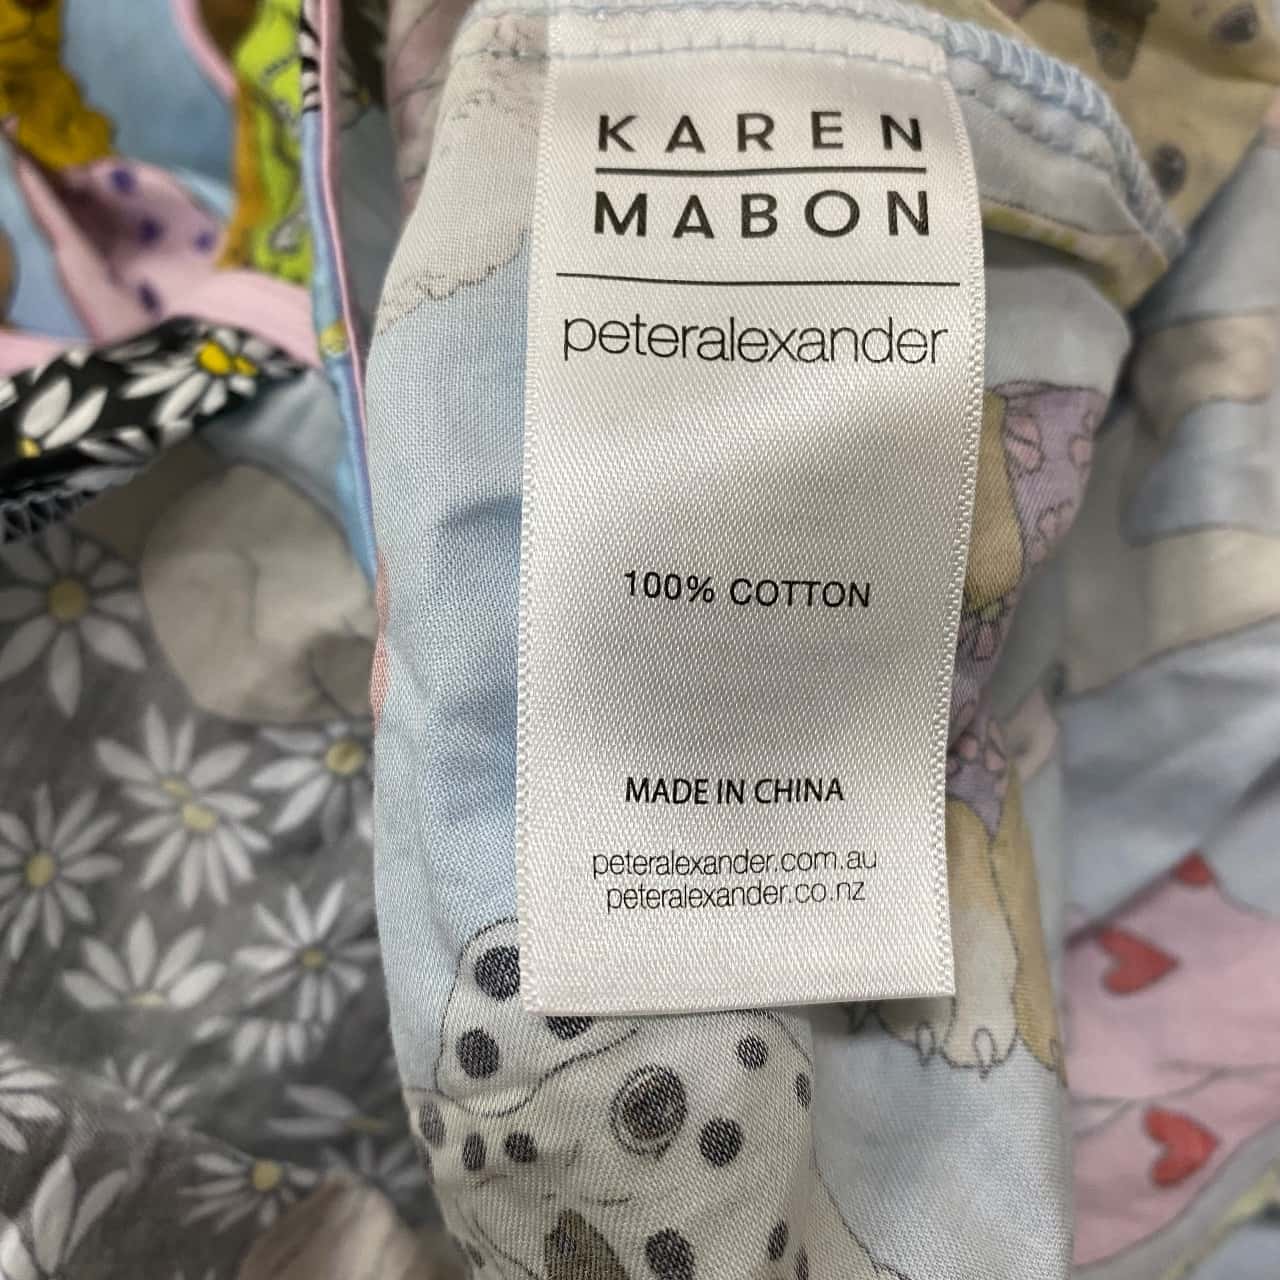 KAREN
MABON
peteralexander
100% COTTON
MADE IN CHINA
peteralexander.com.au
peteralexander.co.nz